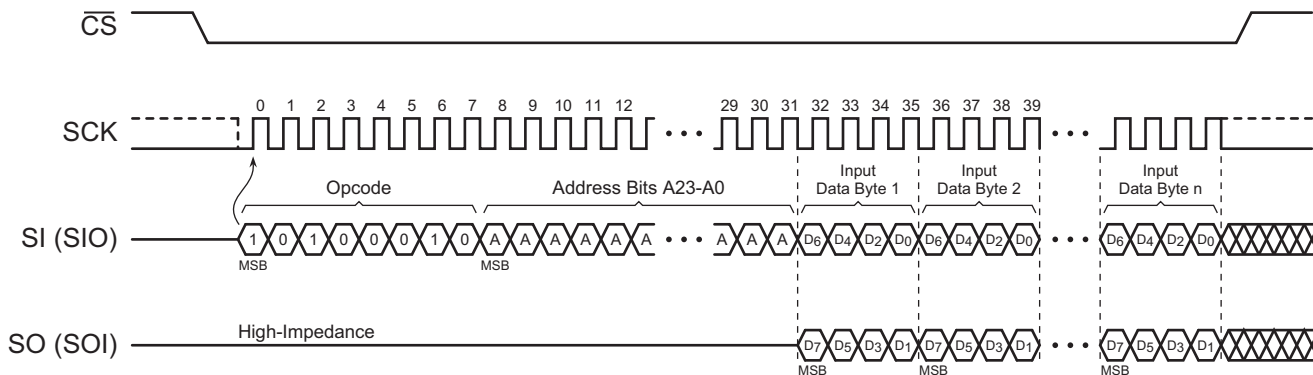 CS
0 1 2 3 4 5 6 7 8 9 10 11 12 29 30 31 32 33 34 35 36 37 38 39
SCK • • • • • •
Opcode Address Bits A23-A0 Input Data Byte 1 Input Data Byte 2 Input Data Byte n
SI (SIO) 1 0 1 0 0 0 1 0 A A A A A A • • • A A A D6 D4 D2 D0 D6 D4 D2 D0 • • • D6 D4 D2 D0
MSB MSB
High-Impedance
SO (SOI) D7 D5 D3 D1 D7 D5 D3 D1 • • • D7 D5 D3 D1
MSB MSB MSB